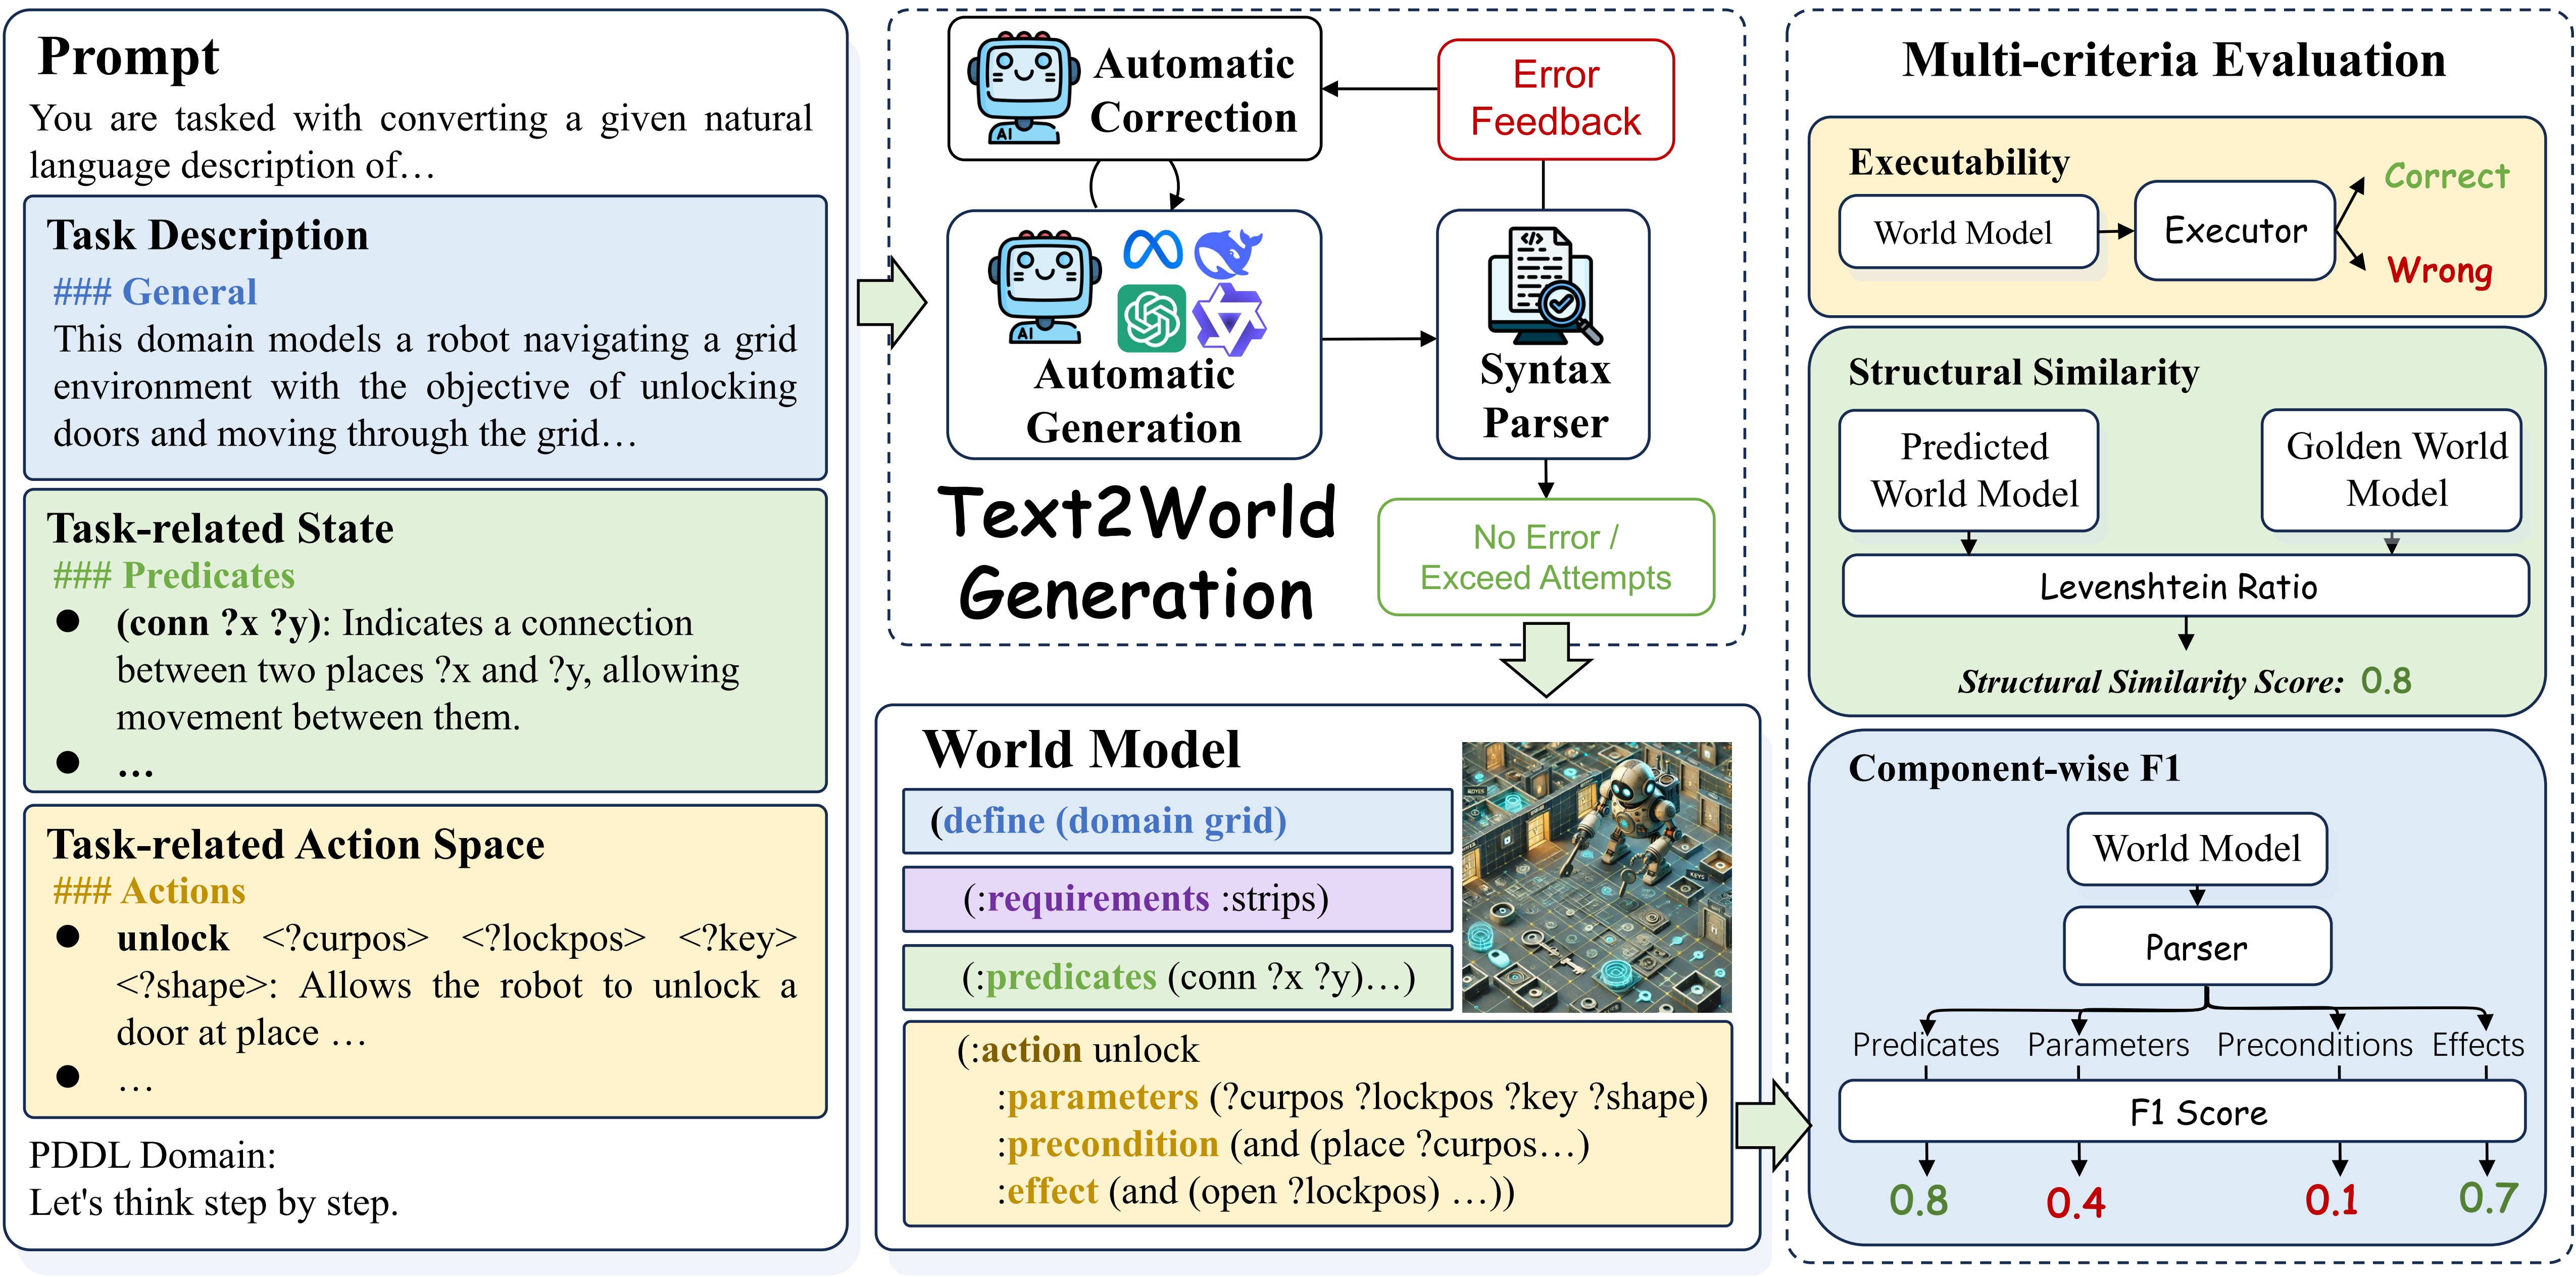 Prompt
You are tasked with converting a given natural
language description of…
Task Description
### General
This domain models a robot navigating a grid
environment with the objective of unlocking
doors and moving through the grid…
Task-related State
### Predicates
● (conn ?x ?y): Indicates a connection
between two places ?x and ?y, allowing
movement between them.
● …
Task-related Action Space
### Actions
● unlock <?curpos> <?lockpos> <?key>
<?shape>: Allows the robot to unlock a
door at place …
● …
PDDL Domain:
Let's think step by step.
Automatic
Correction
AI
Error
Feedback
AI
Automatic
Generation
</>
Syntax
Parser
Text2World
Generation
No Error /
Exceed Attempts
World Model
(define (domain grid)
(:requirements :strips)
(:predicates (conn ?x ?y)…)
(:action unlock
:parameters (?curpos ?lockpos ?key ?shape)
:precondition (and (place ?curpos…)
:effect (and (open ?lockpos) …))
KEYS
Multi-criteria Evaluation
Executability
World Model
Executor
Correct
Wrong
Structural Similarity
Predicted
World Model
Golden World
Model
Levenshtein Ratio
Structural Similarity Score: 0.8
Component-wise F1
World Model
Parser
Predicates Parameters Preconditions Effects
F1 Score
0.8 0.4 0.1 0.7